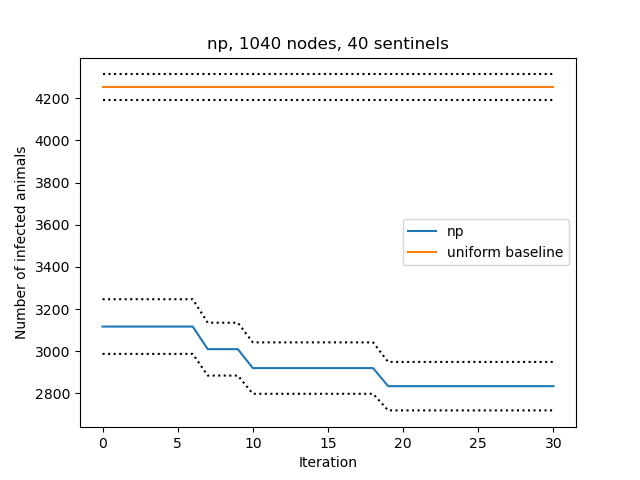 np, 1040 nodes, 40 sentinels
4200
4000
3800
3600
3400
3200
3000
2800
Number of infected animals
np
uniform baseline
0 5 10 15 20 25 30
Iteration